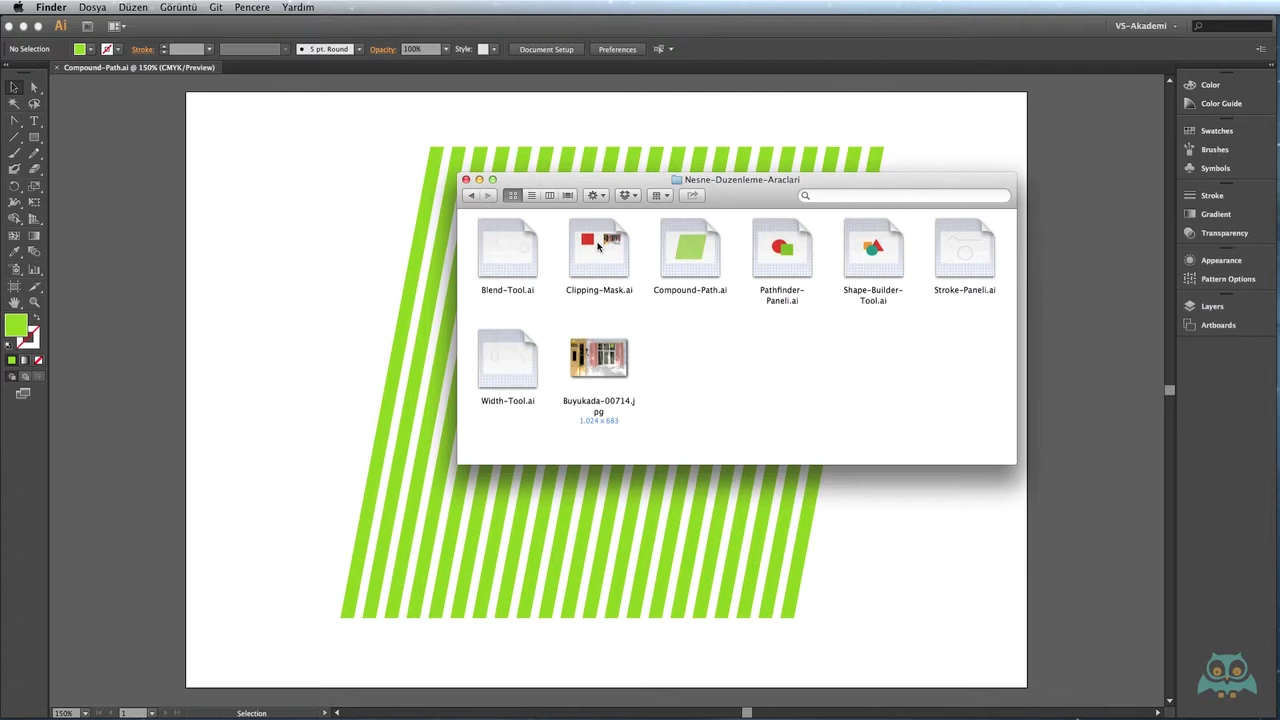 Finder Dosya Düzen Görüntü Git Pencere Yardım
Ai Br VS-Akademi
No Selection Stroke: 5 pt. Round Opacity: 100% Style: Document Setup Preferences
× Compound-Path.ai @ 150% (CMYK/Preview)
Color
Color Guide
Swatches
Brushes
Symbols
Stroke
Gradient
Transparency
Appearance
Pattern Options
Layers
Artboards
Nesne-Duzenleme-Araclari
Blend-Tool.ai
Clipping-Mask.ai
Compound-Path.ai
Pathfinder-
Paneli.ai
Shape-Builder-
Tool.ai
Stroke-Paneli.ai
Width-Tool.ai
Buyukada-00714.j
pg
1.024 x 683
150% 1 Selection